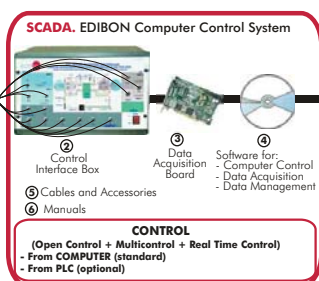 SCADA. EDIBON Computer Control System
② Control Interface Box
③ Data Acquisition Board
④ Software for:
- Computer Control
- Data Acquisition
- Data Management
⑤ Cables and Accessories
⑥ Manuals
CONTROL
(Open Control + Multicontrol + Real Time Control)
- From COMPUTER (standard)
- From PLC (optional)